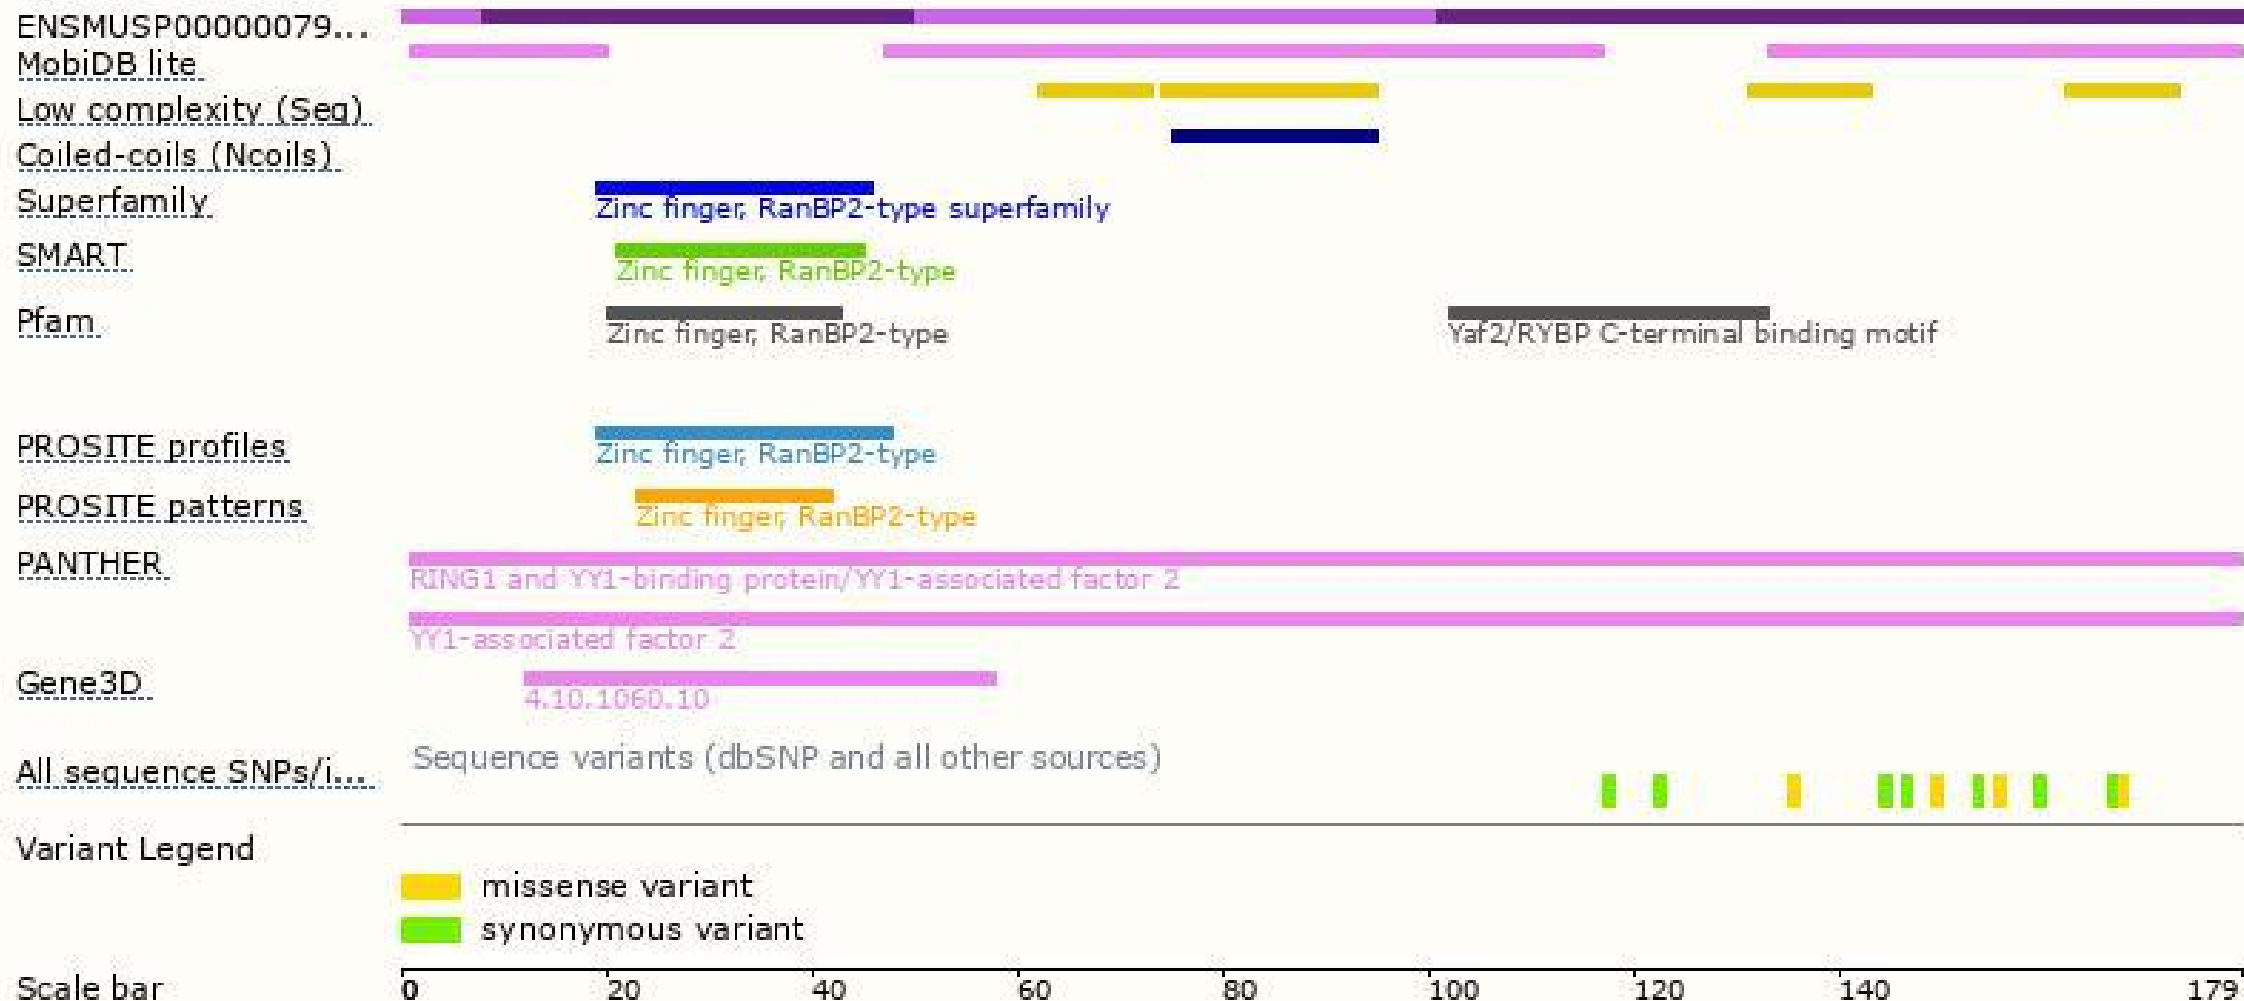 ENSMUSP00000079...
MobiDB lite
Low complexity (Seg)
Coiled-coils (Ncoils)
Superfamily
Zinc finger, RanBP2-type superfamily
SMART
Zinc finger, RanBP2-type
Pfam
Zinc finger, RanBP2-type Yaf2/RYBP C-terminal binding motif
PROSITE profiles
Zinc finger, RanBP2-type
PROSITE patterns
Zinc finger, RanBP2-type
PANTHER
RING1 and YY1-binding protein/YY1-associated factor 2
YY1-associated factor 2
Gene3D
4.10.1060.10
All sequence SNPs/i...
Sequence variants (dbSNP and all other sources)
Variant Legend
missense variant
synonymous variant
Scale bar 0 20 40 60 80 100 120 140 179